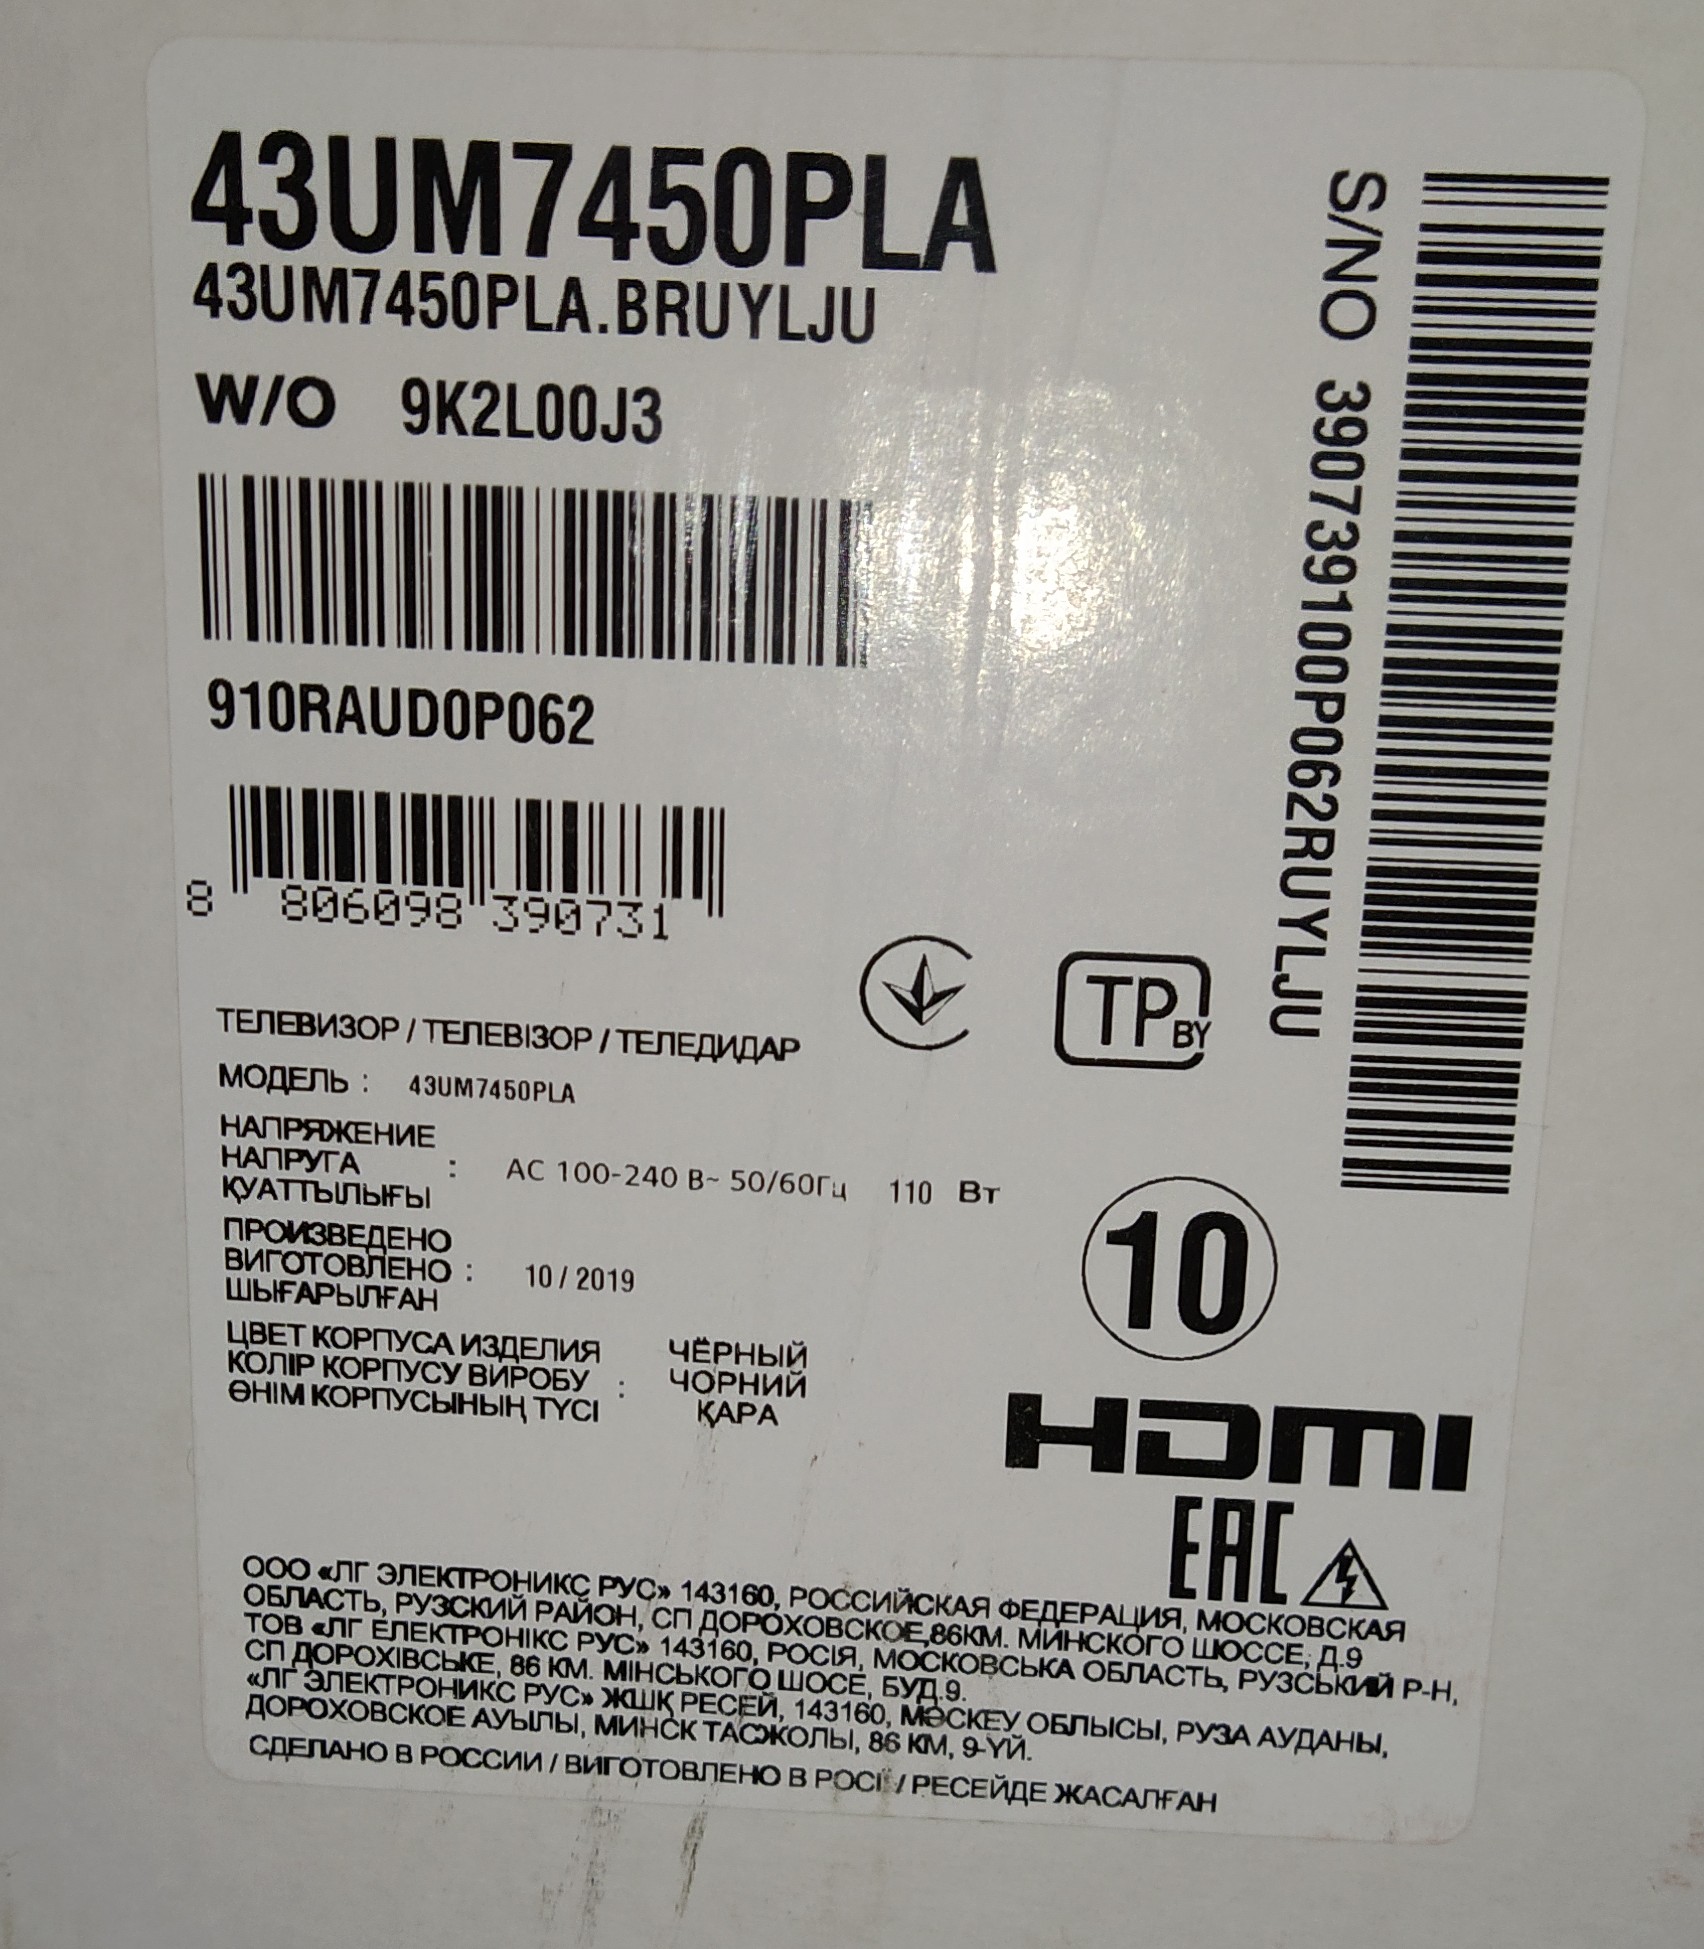 43UM7450PLA
43UM7450PLA.BRUYLJU
W/O 9K2L00J3
910RAUD0P062
8 806098 390731
S/NO 390739100P062RUYLJU
TP BY
ТЕЛЕВИЗОР / ТЕЛЕВІЗОР / ТЕЛЕДИДАР
МОДЕЛЬ : 43UM7450PLA
НАПРЯЖЕНИЕ
НАПРУГА : AC 100-240 В~ 50/60Гц 110 Вт
ҚУАТТЫЛЫҒЫ
ПРОИЗВЕДЕНО
ВИГОТОВЛЕНО : 10 / 2019
ШЫҒАРЫЛҒАН
ЦВЕТ КОРПУСА ИЗДЕЛИЯ ЧЁРНЫЙ
КОЛІР КОРПУСУ ВИРОБУ : ЧОРНИЙ
ӨНІМ КОРПУСЫНЫҢ ТҮСІ ҚАРА
10
HDMI
EAC
ООО «ЛГ ЭЛЕКТРОНИКС РУС» 143160, РОССИЙСКАЯ ФЕДЕРАЦИЯ, МОСКОВСКАЯ
ОБЛАСТЬ, РУЗСКИЙ РАЙОН, СП ДОРОХОВСКОЕ,86КМ. МИНСКОГО ШОССЕ, Д.9
ТОВ «ЛГ ЕЛЕКТРОНІКС РУС» 143160, РОСІЯ, МОСКОВСЬКА ОБЛАСТЬ, РУЗСЬКИЙ Р-Н,
СП ДОРОХІВСЬКЕ, 86 КМ. МІНСЬКОГО ШОСЕ, БУД.9.
«ЛГ ЭЛЕКТРОНИКС РУС» ЖШҚ РЕСЕЙ, 143160, МӘСКЕУ ОБЛЫСЫ, РУЗА АУДАНЫ,
ДОРОХОВСКОЕ АУЫЛЫ, МИНСК ТАСЖОЛЫ, 86 КМ, 9-ҮЙ.
СДЕЛАНО В РОССИИ / ВИГОТОВЛЕНО В РОСІЇ / РЕСЕЙДЕ ЖАСАЛҒАН